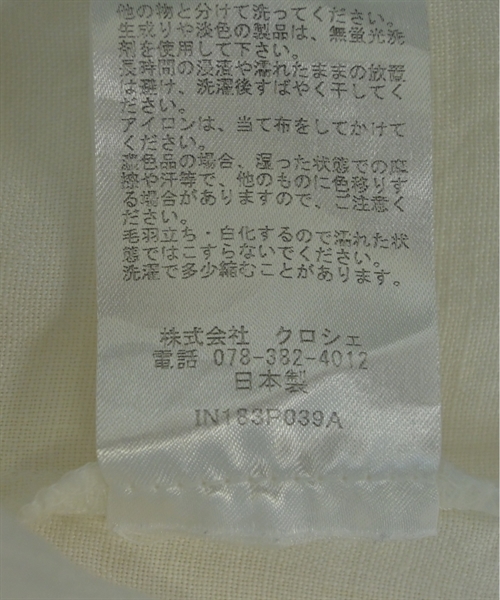 他の物と分けて洗ってください。
生成りや淡色の製品は、無蛍光洗
剤を使用して下さい。
長時間の浸漬や濡れたままの放置
は避け、洗濯後すばやく干してく
ださい。
アイロンは、当て布をしてかけて
ください。
濃色品の場合、湿った状態での摩
擦や汗等で、他のものに色移りす
る場合がありますので、ご注意く
ださい。
毛羽立ち・白化するので濡れた状
態ではこすらないでください。
洗濯で多少縮むことがあります。
株式会社 クロシェ
電話 078-382-4012
日本製
IN183P039A